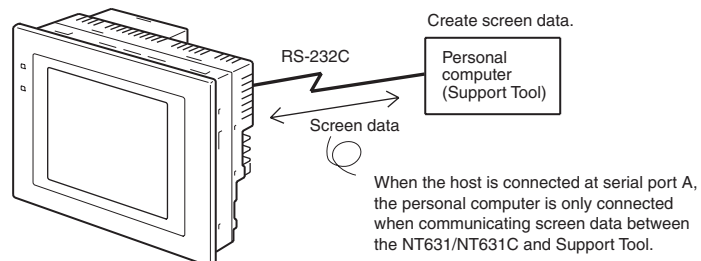 Create screen data.
RS-232C
Personal
computer
(Support Tool)
Screen data
When the host is connected at serial port A,
the personal computer is only connected
when communicating screen data between
the NT631/NT631C and Support Tool.